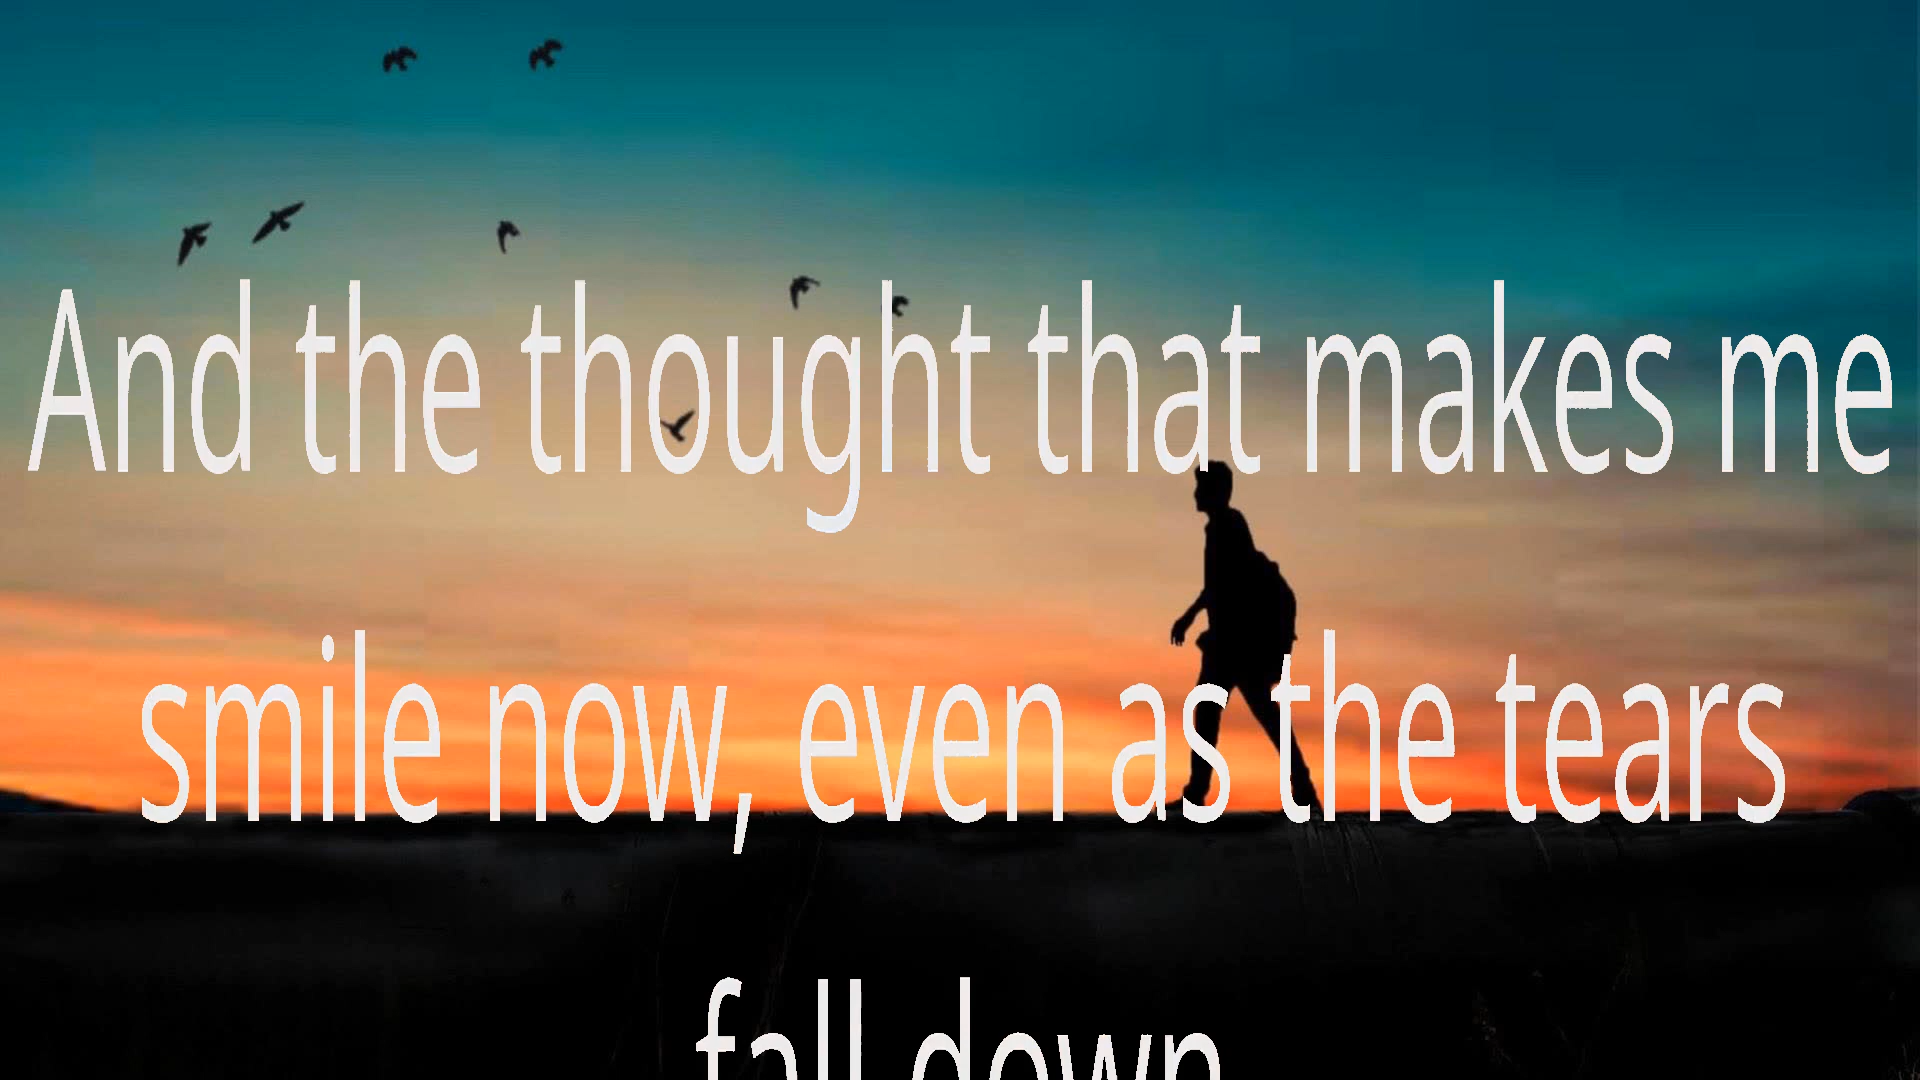 And the thought that makes me
smile now, even as the tears
fall down